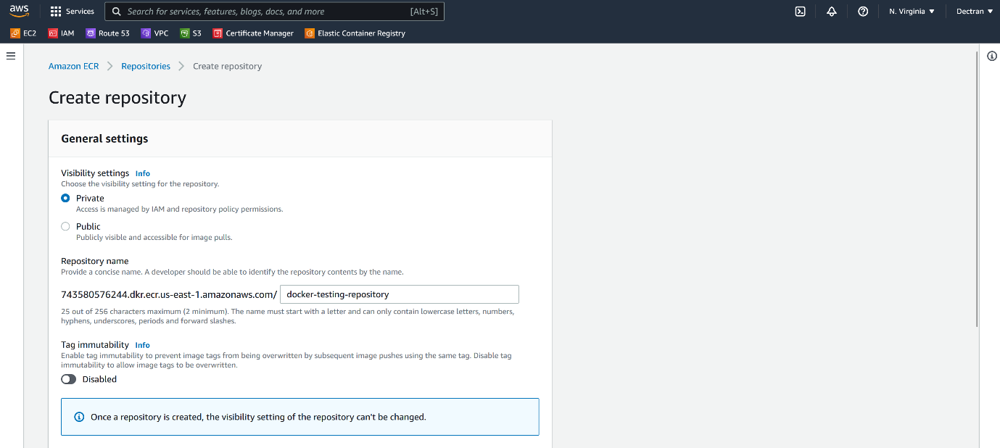 aws Services Search for services, features, blogs, docs, and more [Alt+S] N. Virginia Dectran
EC2 IAM Route 53 VPC S3 Certificate Manager Elastic Container Registry
Amazon ECR Repositories Create repository
Create repository
General settings
Visibility settings Info
Choose the visibility setting for the repository.
Private
Access is managed by IAM and repository policy permissions.
Public
Publicly visible and accessible for image pulls.
Repository name
Provide a concise name. A developer should be able to identify the repository contents by the name.
743580576244.dkr.ecr.us-east-1.amazonaws.com/ docker-testing-repository
25 out of 256 characters maximum (2 minimum). The name must start with a letter and can only contain lowercase letters, numbers,
hyphens, underscores, periods and forward slashes.
Tag immutability Info
Enable tag immutability to prevent image tags from being overwritten by subsequent image pushes using the same tag. Disable tag
immutability to allow image tags to be overwritten.
Disabled
Once a repository is created, the visibility setting of the repository can't be changed.